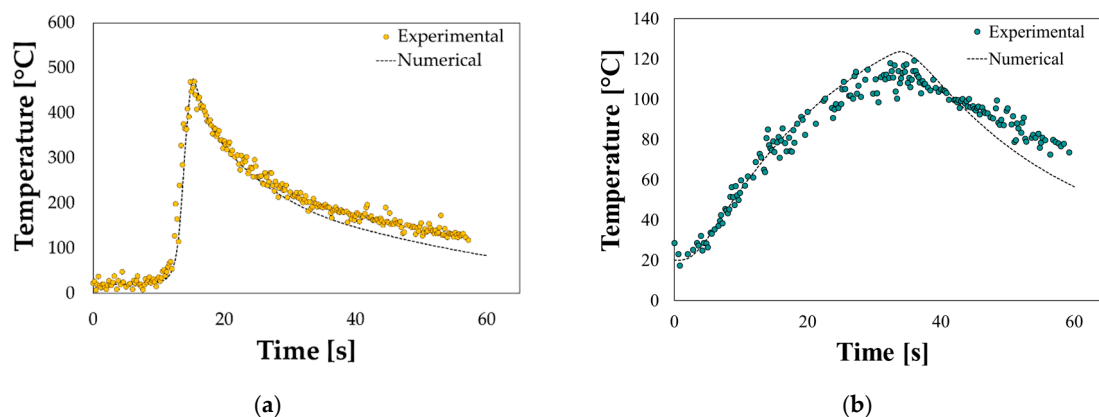 600
500
400
300
200
100
0
Temperature [°C]
Experimental
Numerical
0 20 40 60
Time [s]
(a)
140
120
100
80
60
40
20
0
Temperature [°C]
Experimental
Numerical
0 20 40 60
Time [s]
(b)